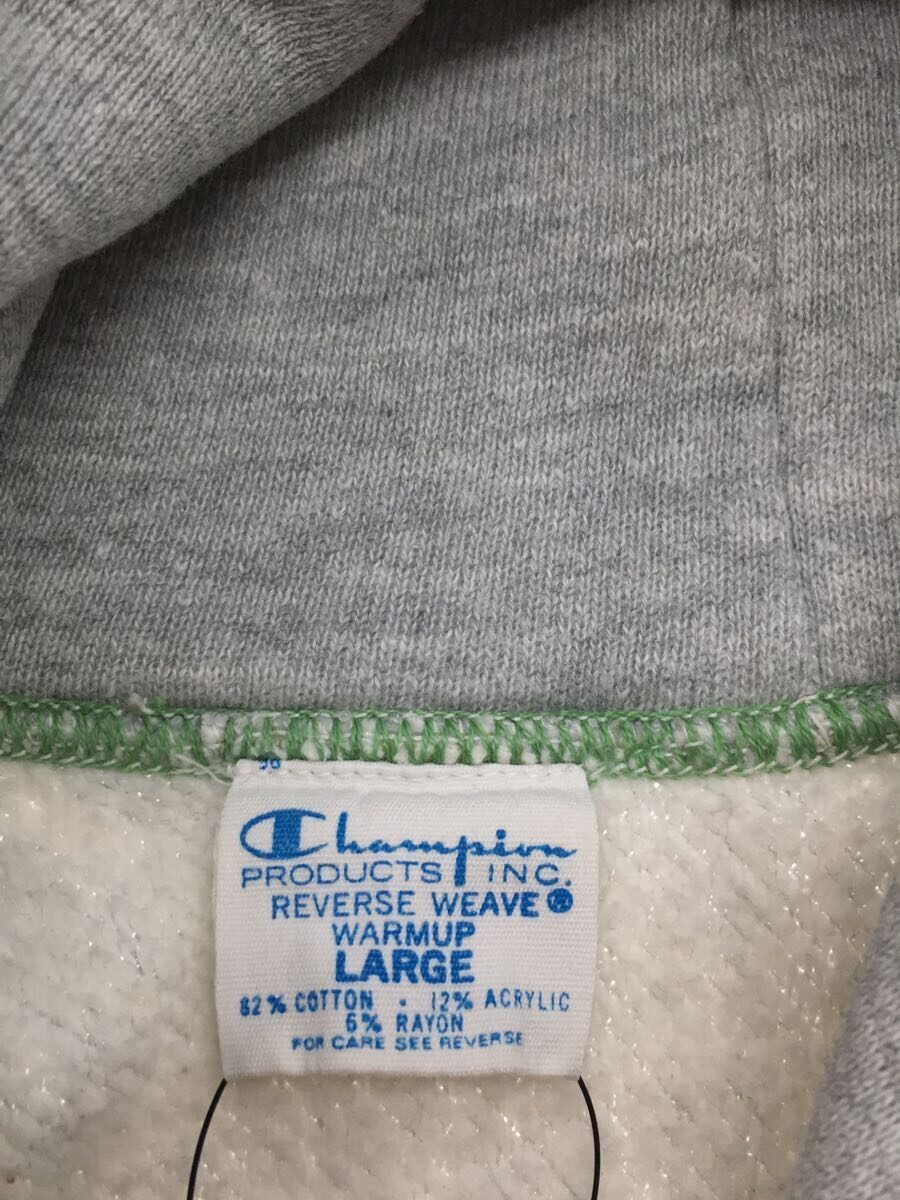 Champion
PRODUCTS INC.
REVERSE WEAVE®
WARMUP
LARGE
82% COTTON · 12% ACRYLIC
6% RAYON
FOR CARE SEE REVERSE